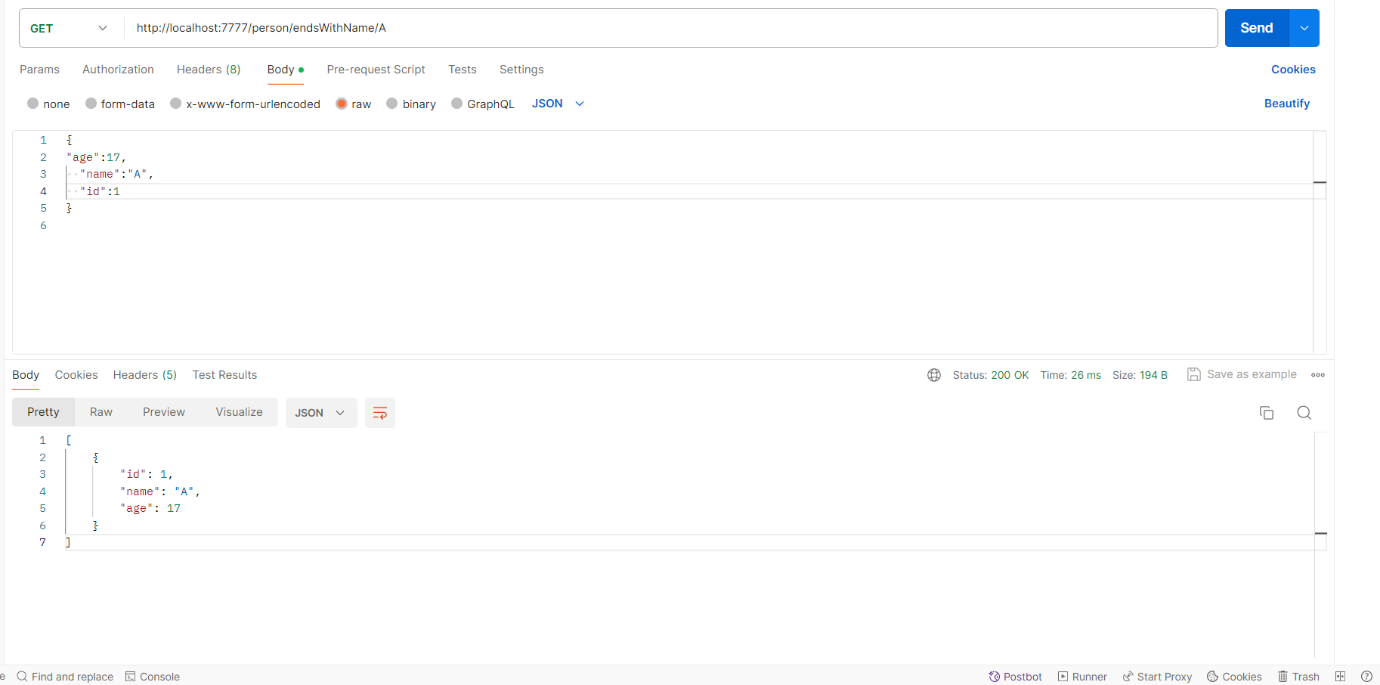 GET http://localhost:7777/person/endsWithName/A Send
Params Authorization Headers (8) Body Pre-request Script Tests Settings Cookies
none form-data x-www-form-urlencoded raw binary GraphQL JSON Beautify
1 {
2 "age":17,
3 "name":"A",
4 "id":1
5 }
6
Body Cookies Headers (5) Test Results Status: 200 OK Time: 26 ms Size: 194 B Save as example
Pretty Raw Preview Visualize JSON
1 [
2 {
3 "id": 1,
4 "name": "A",
5 "age": 17
6 }
7 ]
e Find and replace Console Postbot Runner Start Proxy Cookies Trash